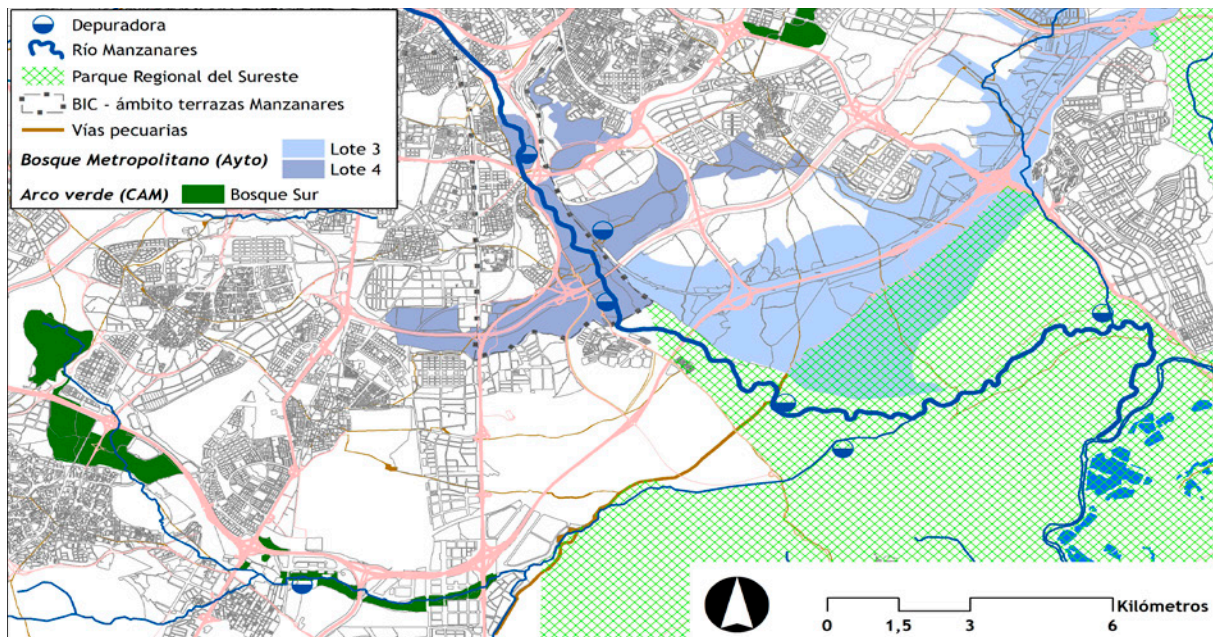 Depuradora
Río Manzanares
Parque Regional del Sureste
BIC - ámbito terrazas Manzanares
Vías pecuarias
Bosque Metropolitano (Ayto)
Lote 3
Lote 4
Arco verde (CAM)
Bosque Sur
Kilómetros
0 1,5 3 6